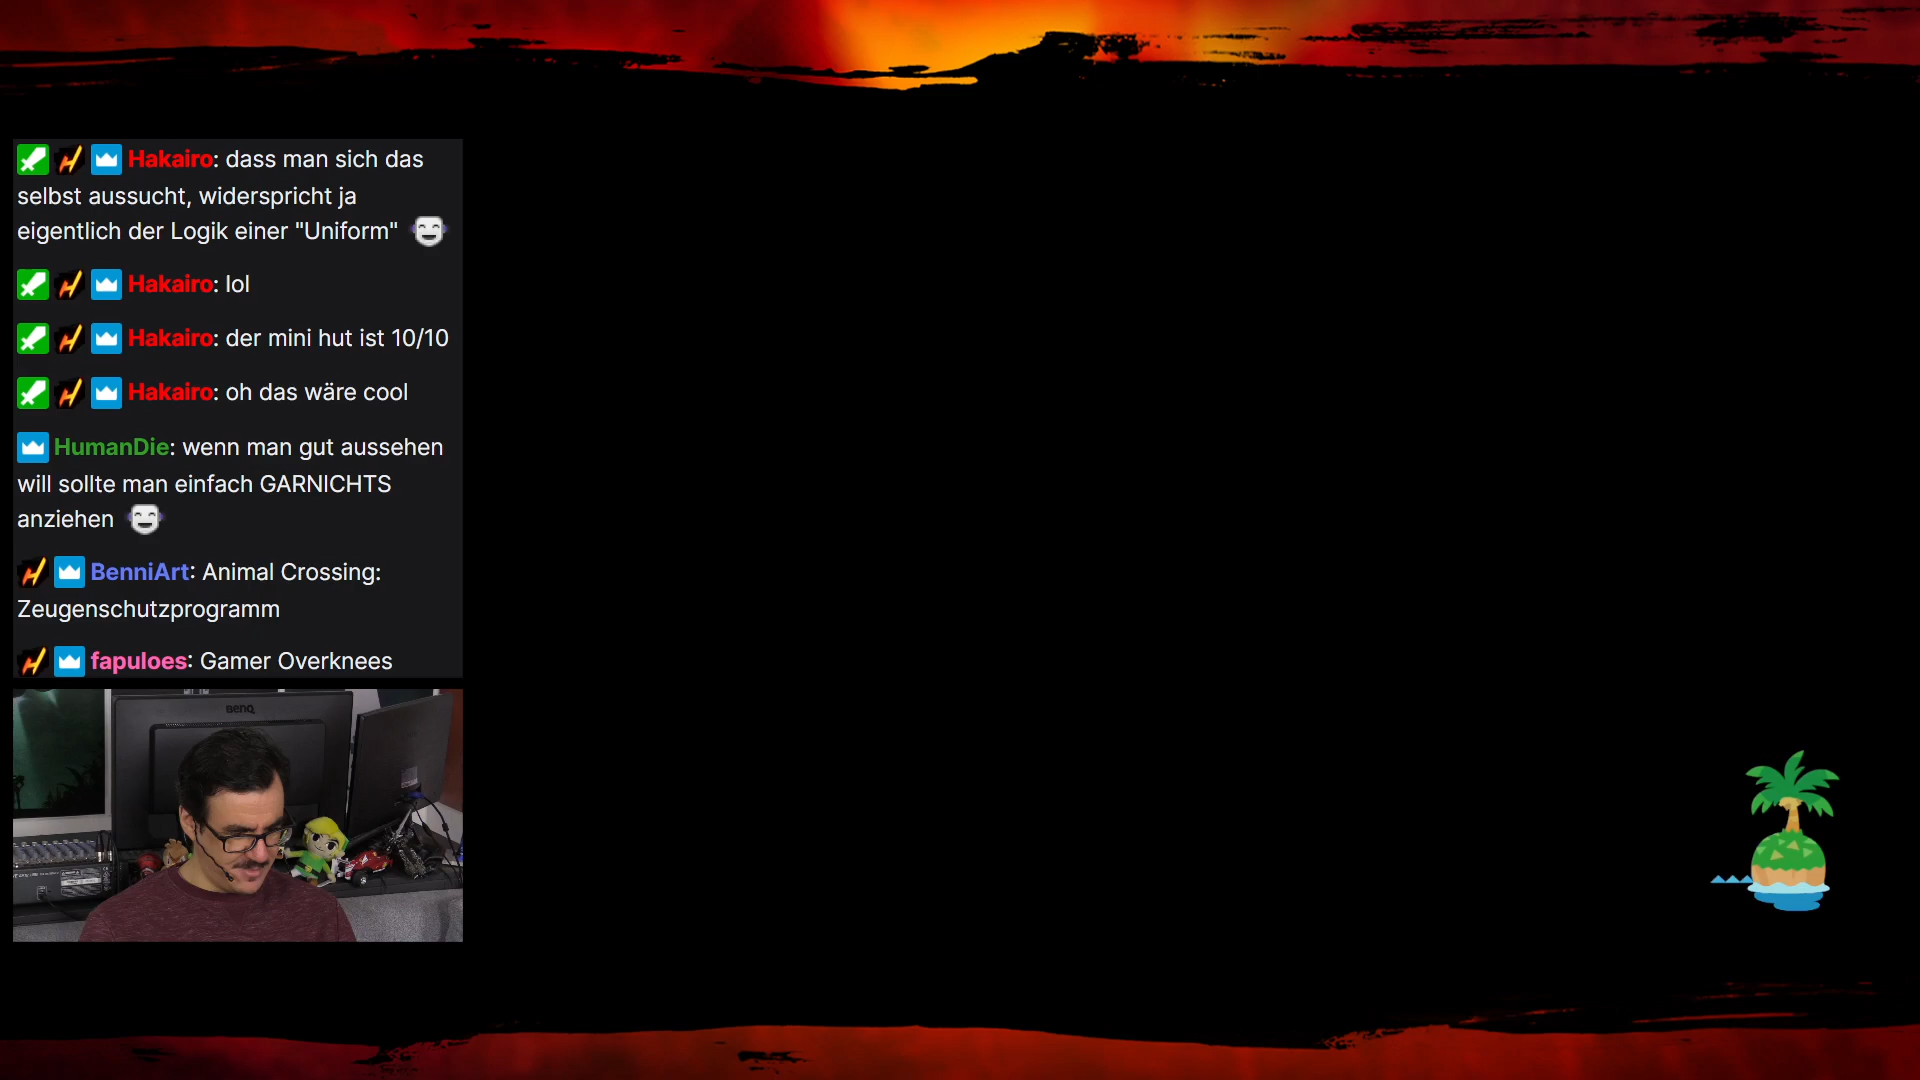 Hakairo: dass man sich das
selbst aussucht, widerspricht ja
eigentlich der Logik einer "Uniform"
Hakairo: lol
Hakairo: der mini hut ist 10/10
Hakairo: oh das wäre cool
HumanDie: wenn man gut aussehen
will sollte man einfach GARNICHTS
anziehen
BenniArt: Animal Crossing:
Zeugenschutzprogramm
fapuloes: Gamer Overknees
BenQ